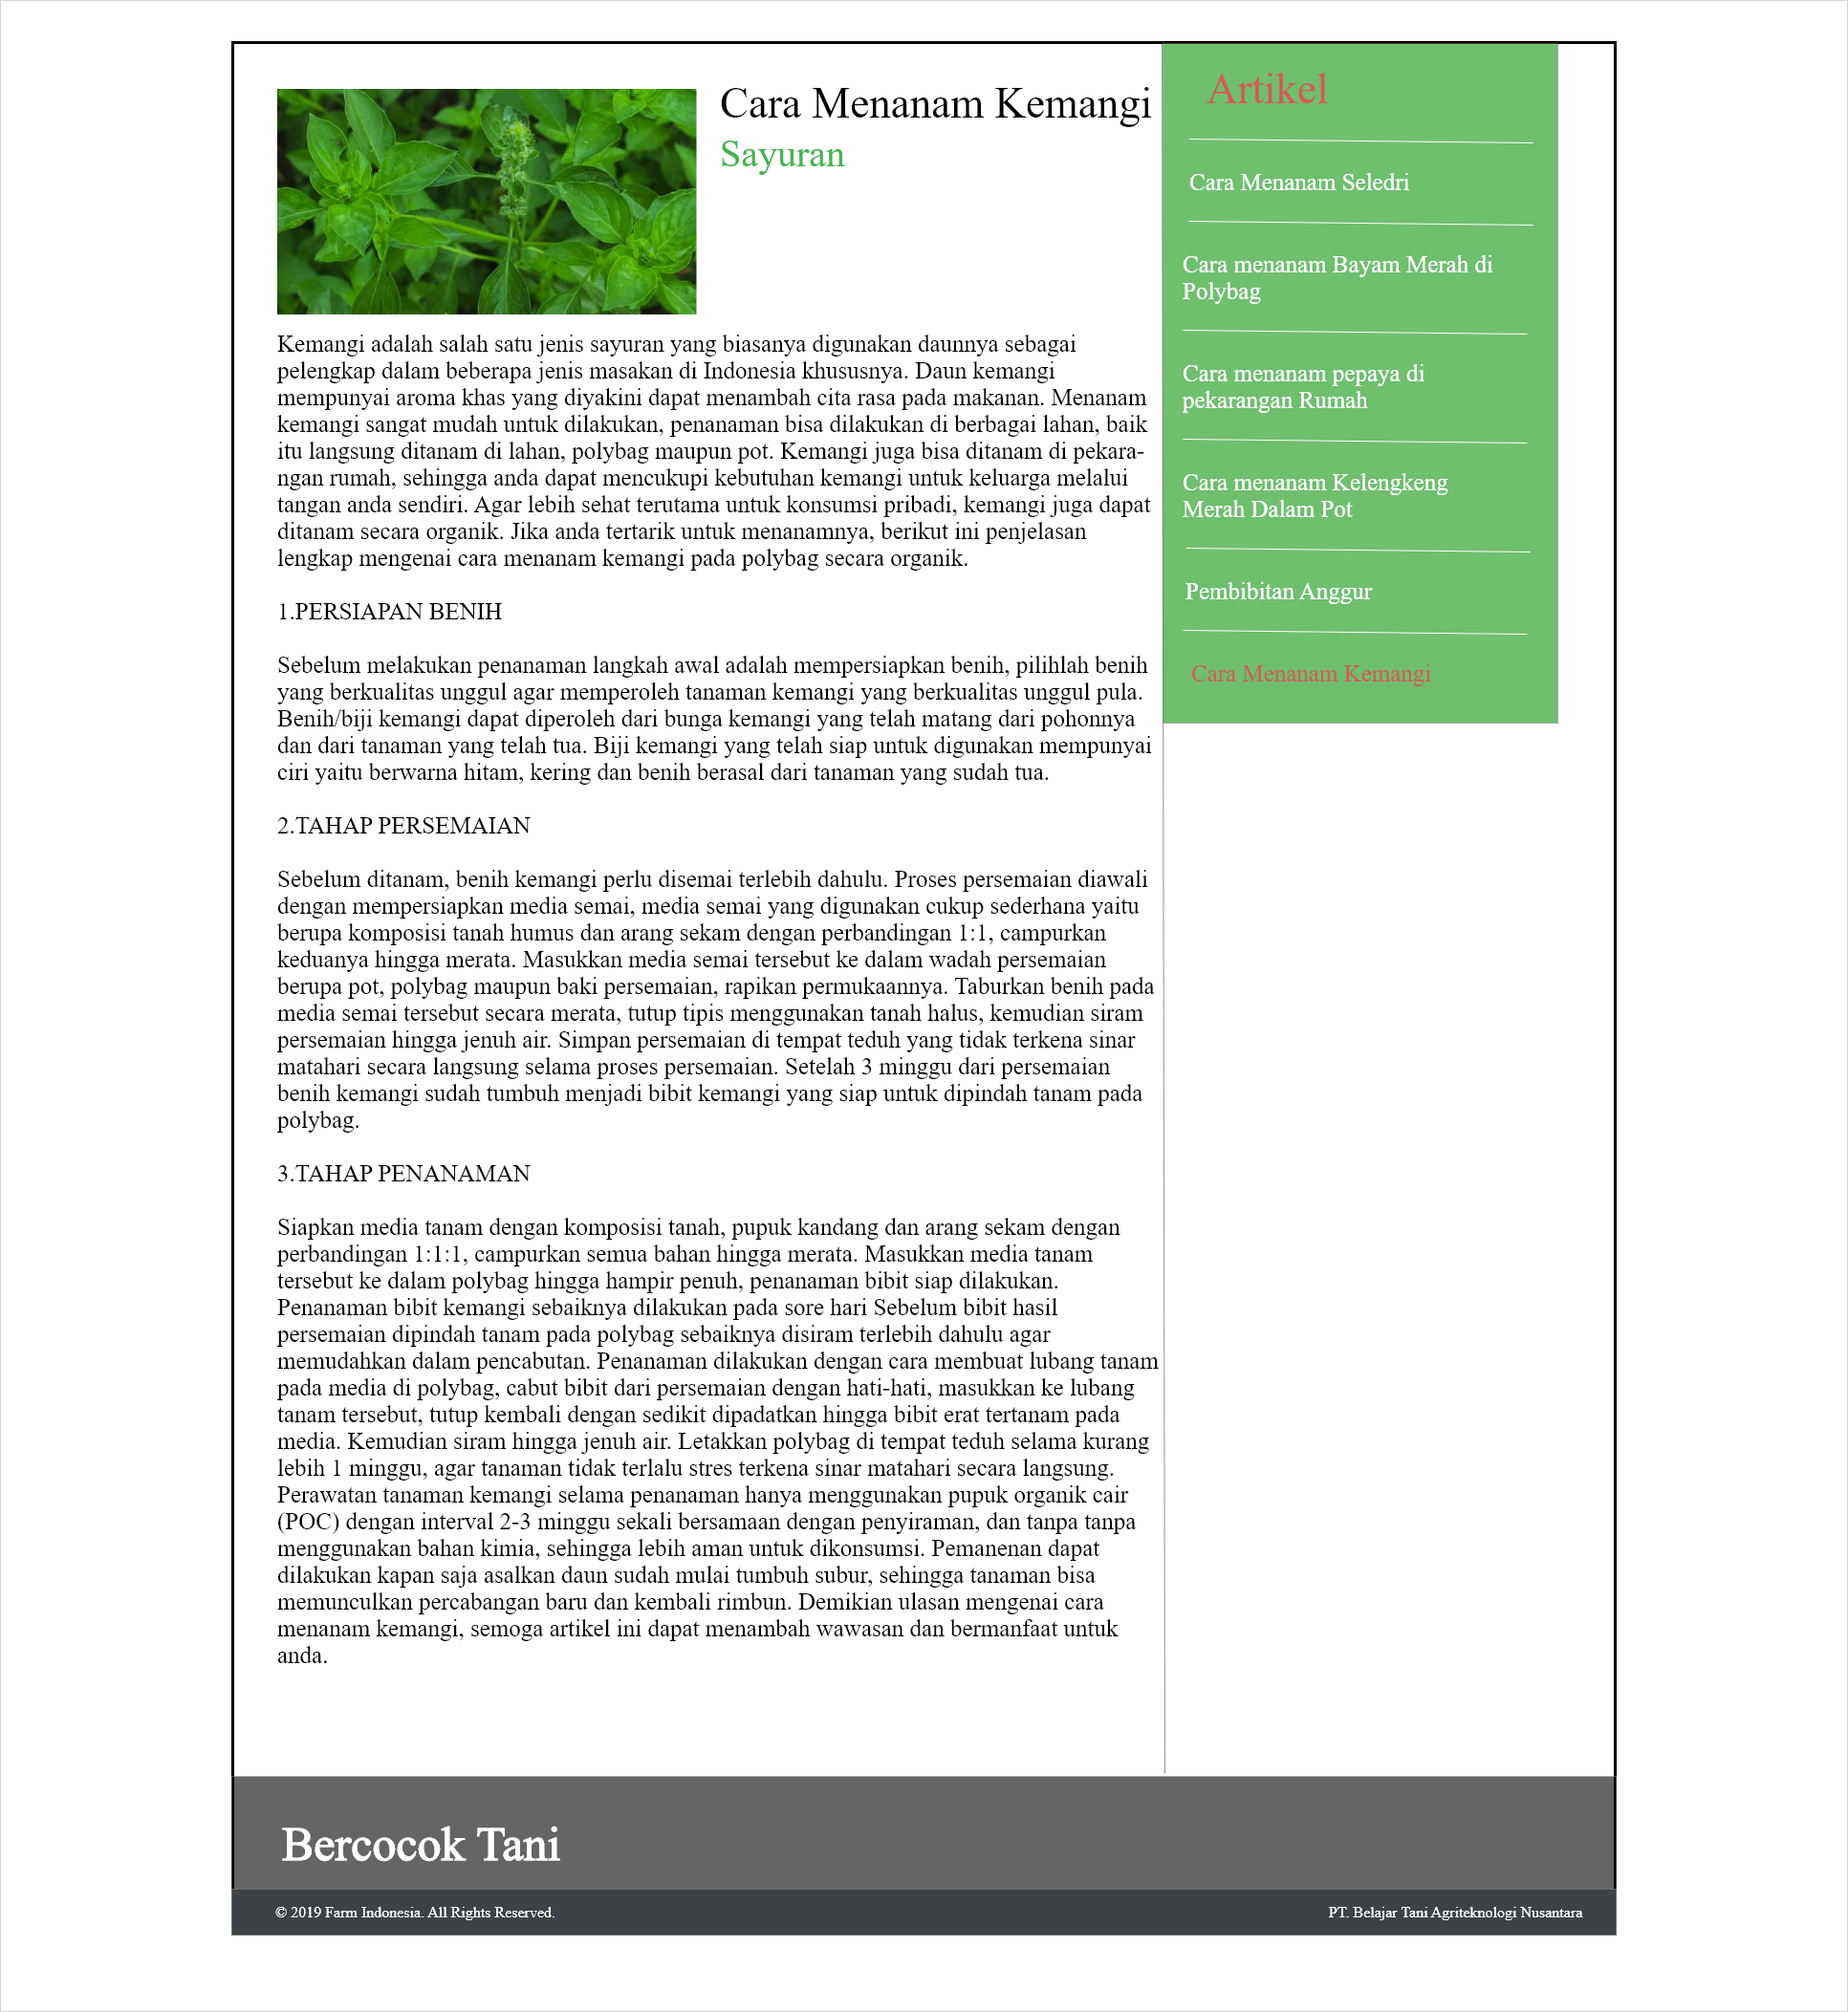 Cara Menanam Kemangi
Sayuran
Kemangi adalah salah satu jenis sayuran yang biasanya digunakan daunnya sebagai
pelengkap dalam beberapa jenis masakan di Indonesia khususnya. Daun kemangi
mempunyai aroma khas yang diyakini dapat menambah cita rasa pada makanan. Menanam
kemangi sangat mudah untuk dilakukan, penanaman bisa dilakukan di berbagai lahan, baik
itu langsung ditanam di lahan, polybag maupun pot. Kemangi juga bisa ditanam di pekara-
ngan rumah, sehingga anda dapat mencukupi kebutuhan kemangi untuk keluarga melalui
tangan anda sendiri. Agar lebih sehat terutama untuk konsumsi pribadi, kemangi juga dapat
ditanam secara organik. Jika anda tertarik untuk menanamnya, berikut ini penjelasan
lengkap mengenai cara menanam kemangi pada polybag secara organik.
1.PERSIAPAN BENIH
Sebelum melakukan penanaman langkah awal adalah mempersiapkan benih, pilihlah benih
yang berkualitas unggul agar memperoleh tanaman kemangi yang berkualitas unggul pula.
Benih/biji kemangi dapat diperoleh dari bunga kemangi yang telah matang dari pohonnya
dan dari tanaman yang telah tua. Biji kemangi yang telah siap untuk digunakan mempunyai
ciri yaitu berwarna hitam, kering dan benih berasal dari tanaman yang sudah tua.
2.TAHAP PERSEMAIAN
Sebelum ditanam, benih kemangi perlu disemai terlebih dahulu. Proses persemaian diawali
dengan mempersiapkan media semai, media semai yang digunakan cukup sederhana yaitu
berupa komposisi tanah humus dan arang sekam dengan perbandingan 1:1, campurkan
keduanya hingga merata. Masukkan media semai tersebut ke dalam wadah persemaian
berupa pot, polybag maupun baki persemaian, rapikan permukaannya. Taburkan benih pada
media semai tersebut secara merata, tutup tipis menggunakan tanah halus, kemudian siram
persemaian hingga jenuh air. Simpan persemaian di tempat teduh yang tidak terkena sinar
matahari secara langsung selama proses persemaian. Setelah 3 minggu dari persemaian
benih kemangi sudah tumbuh menjadi bibit kemangi yang siap untuk dipindah tanam pada
polybag.
3.TAHAP PENANAMAN
Siapkan media tanam dengan komposisi tanah, pupuk kandang dan arang sekam dengan
perbandingan 1:1:1, campurkan semua bahan hingga merata. Masukkan media tanam
tersebut ke dalam polybag hingga hampir penuh, penanaman bibit siap dilakukan.
Penanaman bibit kemangi sebaiknya dilakukan pada sore hari Sebelum bibit hasil
persemaian dipindah tanam pada polybag sebaiknya disiram terlebih dahulu agar
memudahkan dalam pencabutan. Penanaman dilakukan dengan cara membuat lubang tanam
pada media di polybag, cabut bibit dari persemaian dengan hati-hati, masukkan ke lubang
tanam tersebut, tutup kembali dengan sedikit dipadatkan hingga bibit erat tertanam pada
media. Kemudian siram hingga jenuh air. Letakkan polybag di tempat teduh selama kurang
lebih 1 minggu, agar tanaman tidak terlalu stres terkena sinar matahari secara langsung.
Perawatan tanaman kemangi selama penanaman hanya menggunakan pupuk organik cair
(POC) dengan interval 2-3 minggu sekali bersamaan dengan penyiraman, dan tanpa tanpa
menggunakan bahan kimia, sehingga lebih aman untuk dikonsumsi. Pemanenan dapat
dilakukan kapan saja asalkan daun sudah mulai tumbuh subur, sehingga tanaman bisa
memunculkan percabangan baru dan kembali rimbun. Demikian ulasan mengenai cara
menanam kemangi, semoga artikel ini dapat menambah wawasan dan bermanfaat untuk
anda.
Artikel
Cara Menanam Seledri
Cara menanam Bayam Merah di
Polybag
Cara menanam pepaya di
pekarangan Rumah
Cara menanam Kelengkeng
Merah Dalam Pot
Pembibitan Anggur
Cara Menanam Kemangi
Bercocok Tani
© 2019 Farm Indonesia. All Rights Reserved.
PT. Belajar Tani Agriteknologi Nusantara